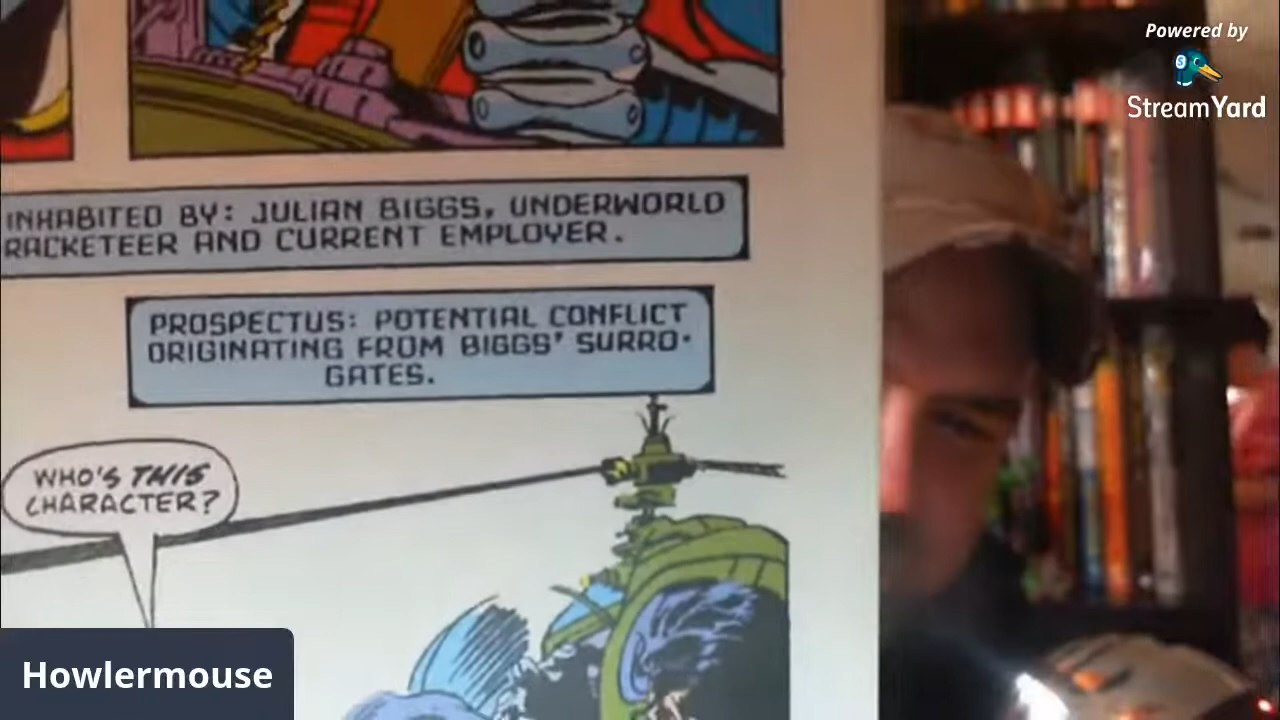 Powered by
StreamYard
INHABITED BY: JULIAN BIGGS, UNDERWORLD
RACKETEER AND CURRENT EMPLOYER.
PROSPECTUS: POTENTIAL CONFLICT
ORIGINATING FROM BIGGS' SURRO-
GATES.
WHO'S THIS
CHARACTER?
Howlermouse